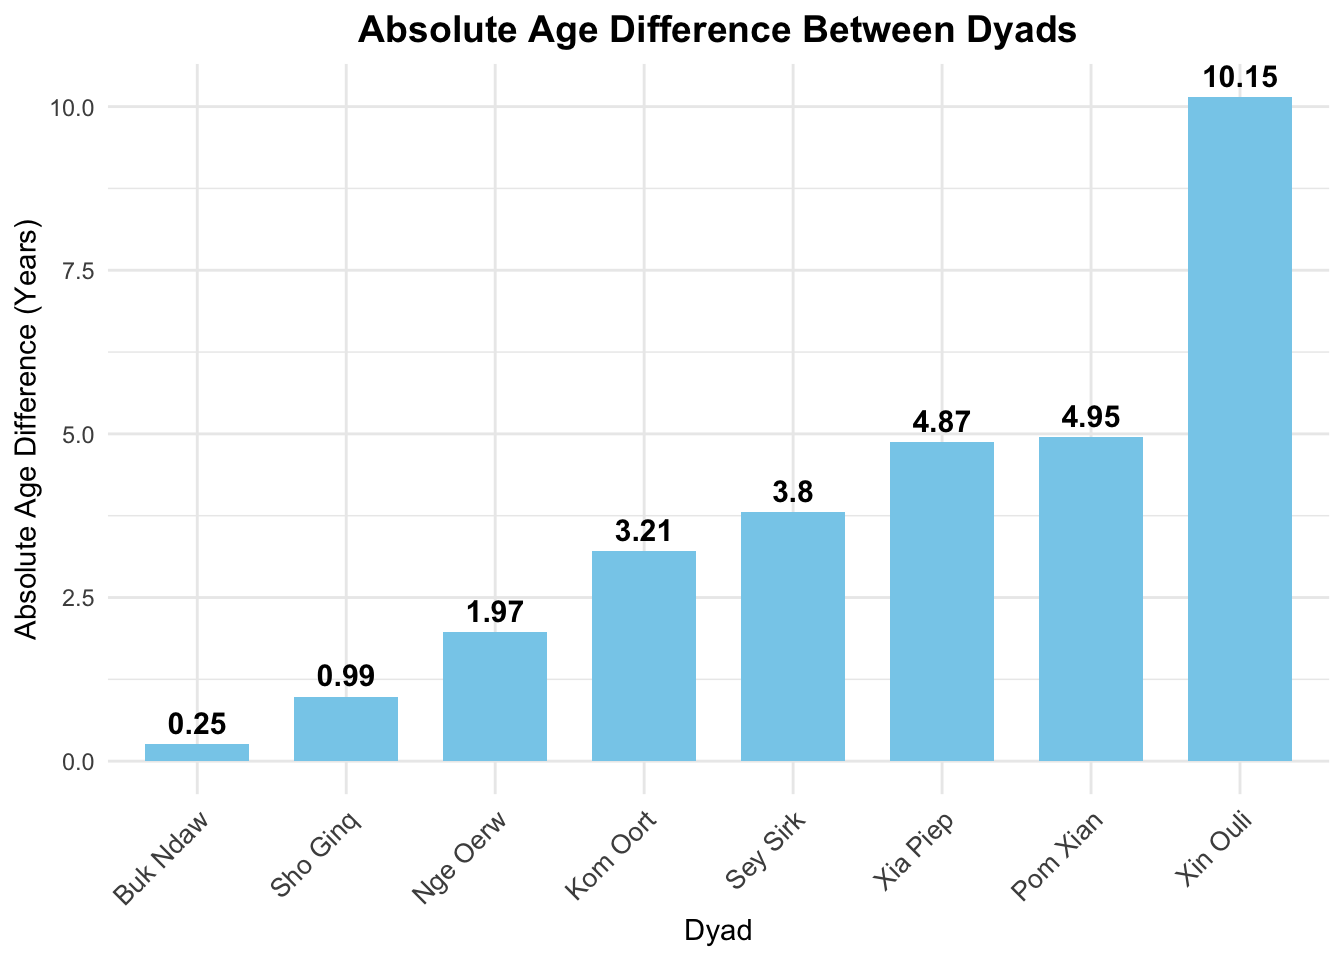 Absolute Age Difference Between Dyads
Absolute Age Difference (Years)
10.0
7.5
5.0
2.5
0.0
0.25
0.99
1.97
3.21
3.8
4.87
4.95
10.15
Buk Ndaw
Sho Ginq
Nge Oerw
Kom Oort
Sey Sirk
Xia Piep
Pom Xian
Xin Ouli
Dyad